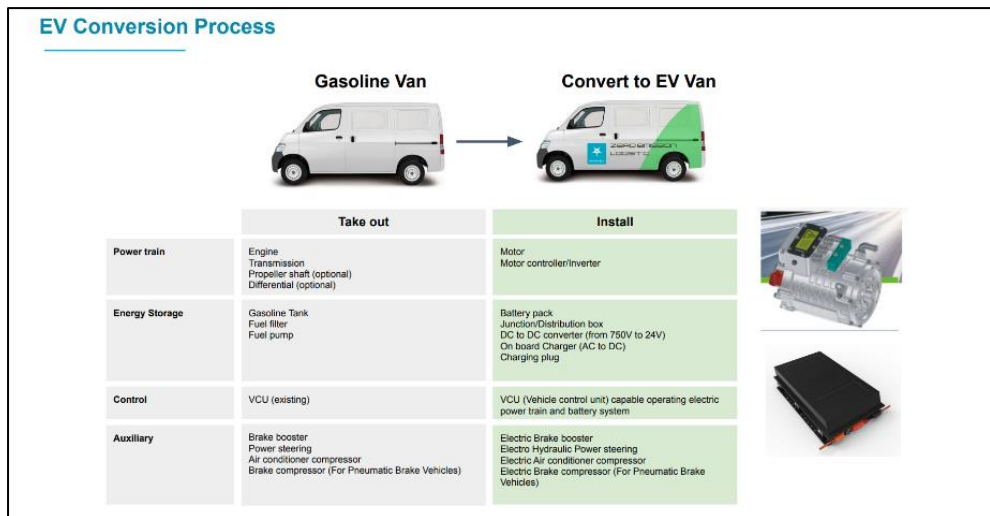 EV Conversion Process
Gasoline Van
Convert to EV Van
ZERO EMISSION
LOGISTIC
Take out
Install
Power train
Engine
Transmission
Propeller shaft (optional)
Differential (optional)
Motor
Motor controller/Inverter
Energy Storage
Gasoline Tank
Fuel filter
Fuel pump
Battery pack
Junction/Distribution box
DC to DC converter (from 750V to 24V)
On board Charger (AC to DC)
Charging plug
Control
VCU (existing)
VCU (Vehicle control unit) capable operating electric
power train and battery system
Auxiliary
Brake booster
Power steering
Air conditioner compressor
Brake compressor (For Pneumatic Brake Vehicles)
Electric Brake booster
Electro Hydraulic Power steering
Electric Air conditioner compressor
Electric Brake compressor (For Pneumatic Brake
Vehicles)